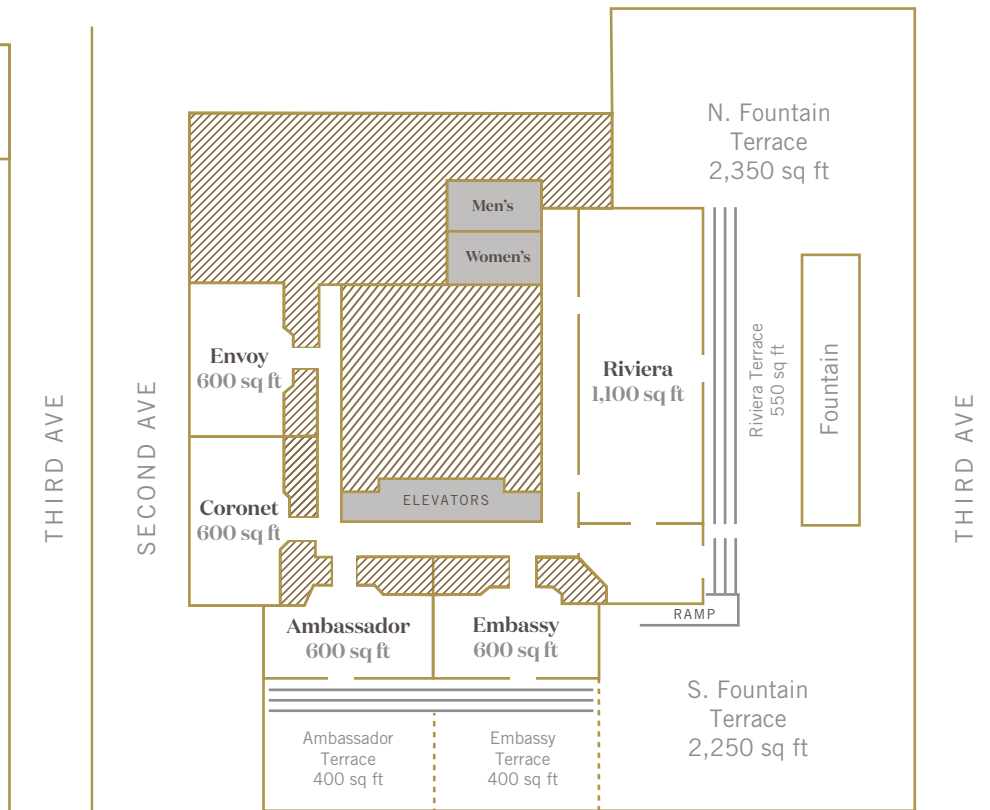 N. Fountain
Terrace
2,350 sq ft
Men's
Women's
Envoy
600 sq ft
Riviera
1,100 sq ft
Riviera Terrace
550 sq ft
Fountain
THIRD AVE
SECOND AVE
THIRD AVE
Coronet
600 sq ft
ELEVATORS
Ambassador
600 sq ft
Embassy
600 sq ft
RAMP
S. Fountain
Terrace
2,250 sq ft
Ambassador
Terrace
400 sq ft
Embassy
Terrace
400 sq ft